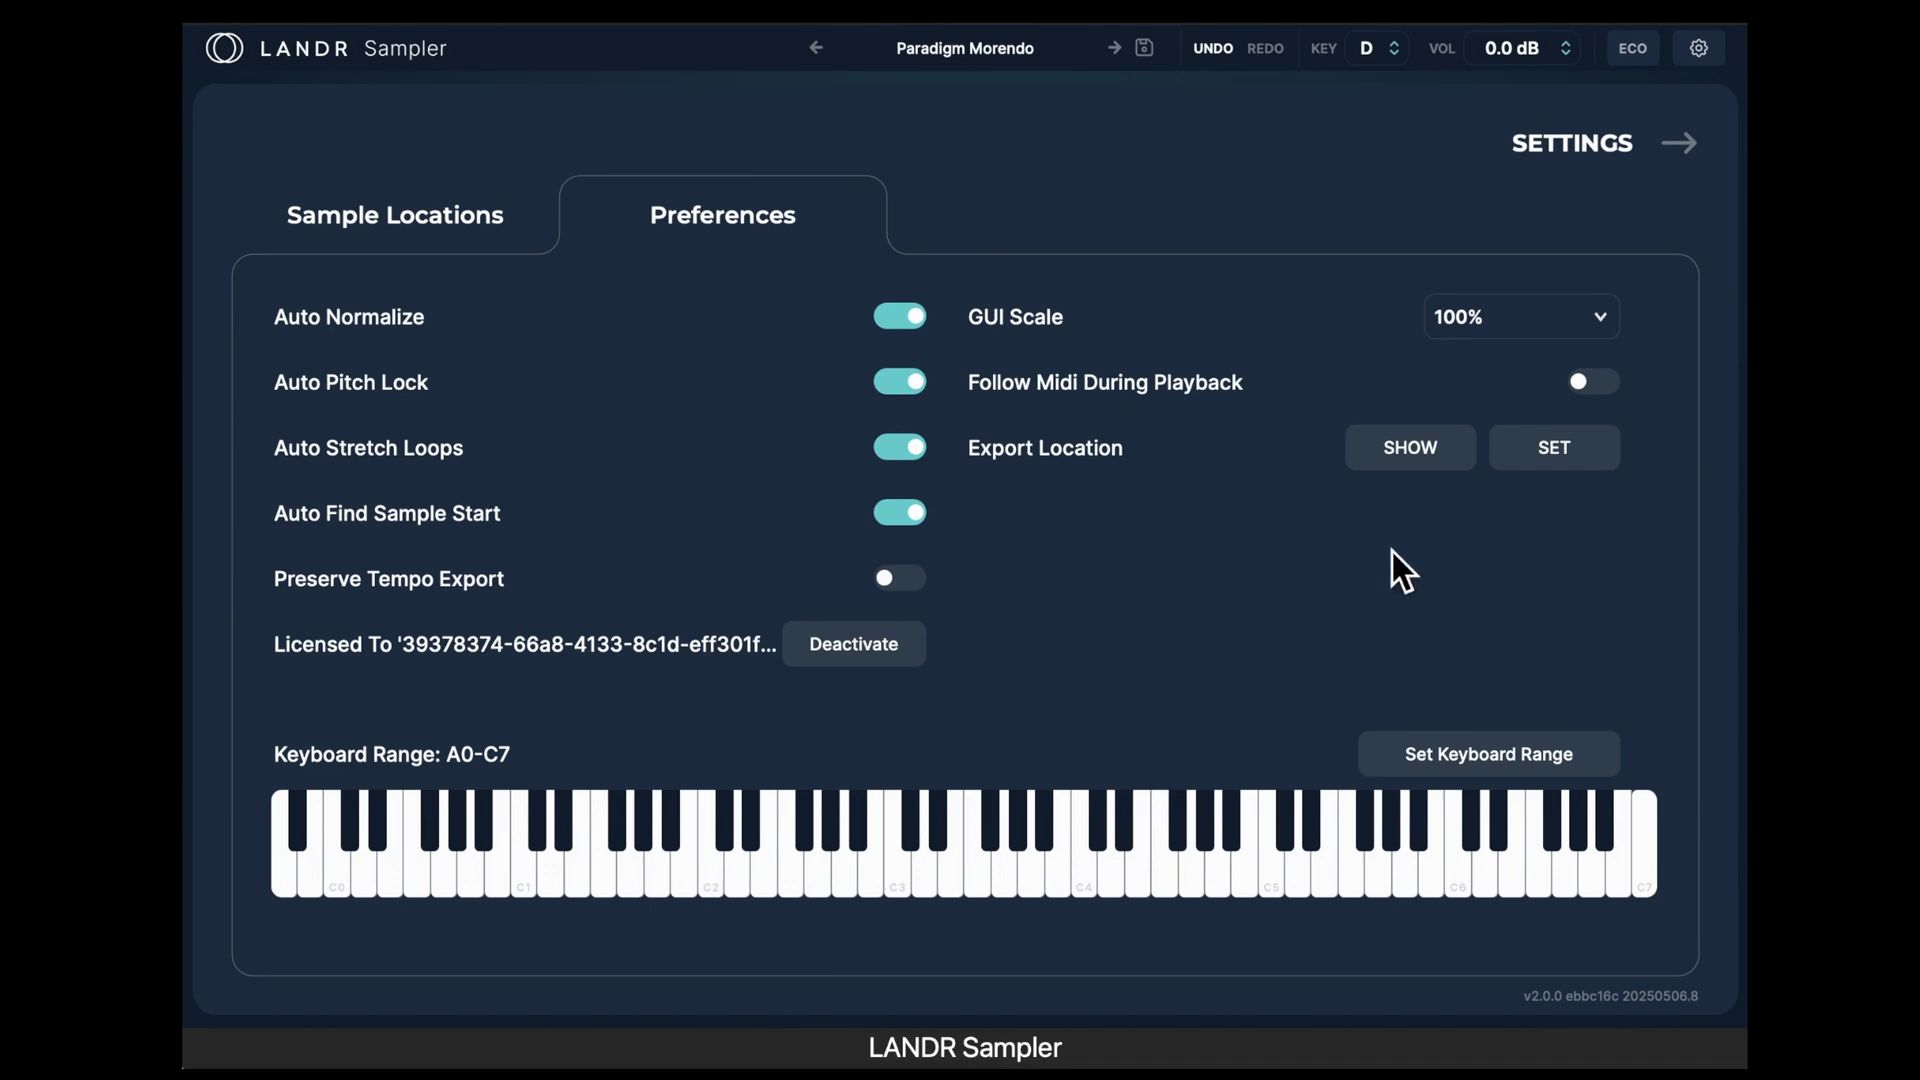 LANDR Sampler
Paradigm Morendo
UNDO REDO KEY D VOL 0.0 dB ECO
SETTINGS
Sample Locations
Preferences
Auto Normalize
GUI Scale
100%
Auto Pitch Lock
Follow Midi During Playback
Auto Stretch Loops
Export Location
SHOW
SET
Auto Find Sample Start
Preserve Tempo Export
Licensed To '39378374-66a8-4133-8c1d-eff301f...
Deactivate
Keyboard Range: A0-C7
Set Keyboard Range
C0 C1 C2 C3 C4 C5 C6 C7
v2.0.0 ebbc16c 20250506.8
LANDR Sampler